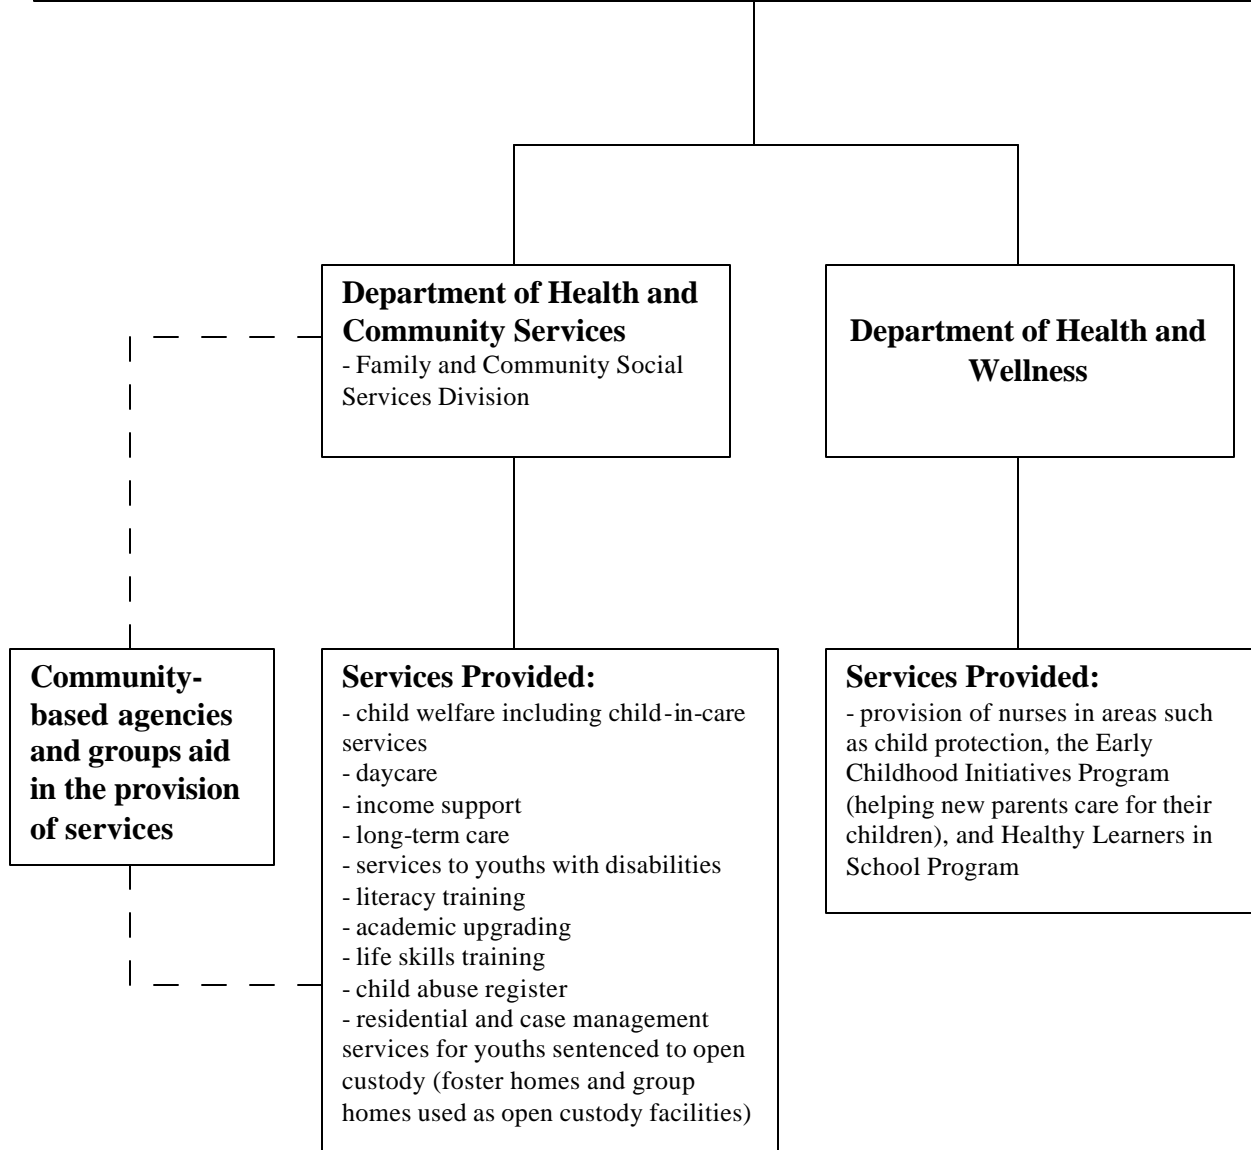 Department of Health and
Community Services
- Family and Community Social
Services Division
Department of Health and
Wellness
Community-
based agencies
and groups aid
in the provision
of services
Services Provided:
- child welfare including child-in-care
services
- daycare
- income support
- long-term care
- services to youths with disabilities
- literacy training
- academic upgrading
- life skills training
- child abuse register
- residential and case management
services for youths sentenced to open
custody (foster homes and group
homes used as open custody facilities)
Services Provided:
- provision of nurses in areas such
as child protection, the Early
Childhood Initiatives Program
(helping new parents care for their
children), and Healthy Learners in
School Program